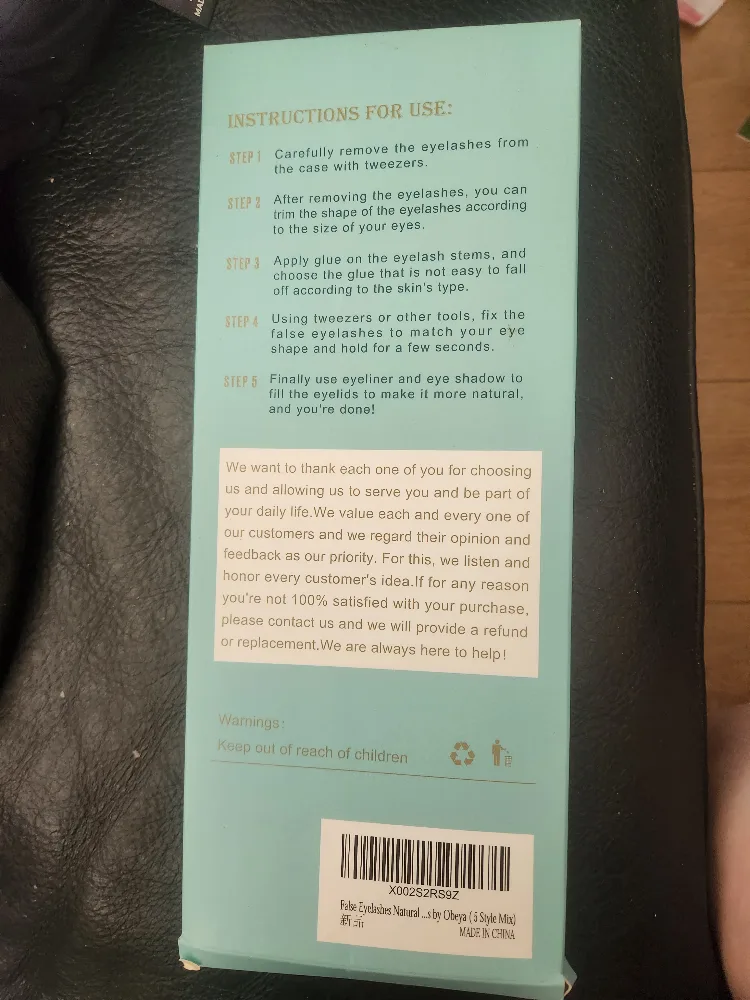 MAD
INSTRUCTIONS FOR USE:
STEP 1 Carefully remove the eyelashes from
the case with tweezers.
STEP 2 After removing the eyelashes, you can
trim the shape of the eyelashes according
to the size of your eyes.
STEP 3 Apply glue on the eyelash stems, and
choose the glue that is not easy to fall
off according to the skin's type.
STEP 4 Using tweezers or other tools, fix the
false eyelashes to match your eye
shape and hold for a few seconds.
STEP 5 Finally use eyeliner and eye shadow to
fill the eyelids to make it more natural,
and you're done!
We want to thank each one of you for choosing
us and allowing us to serve you and be part of
your daily life.We value each and every one of
our customers and we regard their opinion and
feedback as our priority. For this, we listen and
honor every customer's idea.If for any reason
you're not 100% satisfied with your purchase,
please contact us and we will provide a refund
or replacement.We are always here to help!
Warnings:
Keep out of reach of children
X002S2RS9Z
False Eyelashes Natural ...s by Obeya ( 5 Style Mix)
新品
MADE IN CHINA